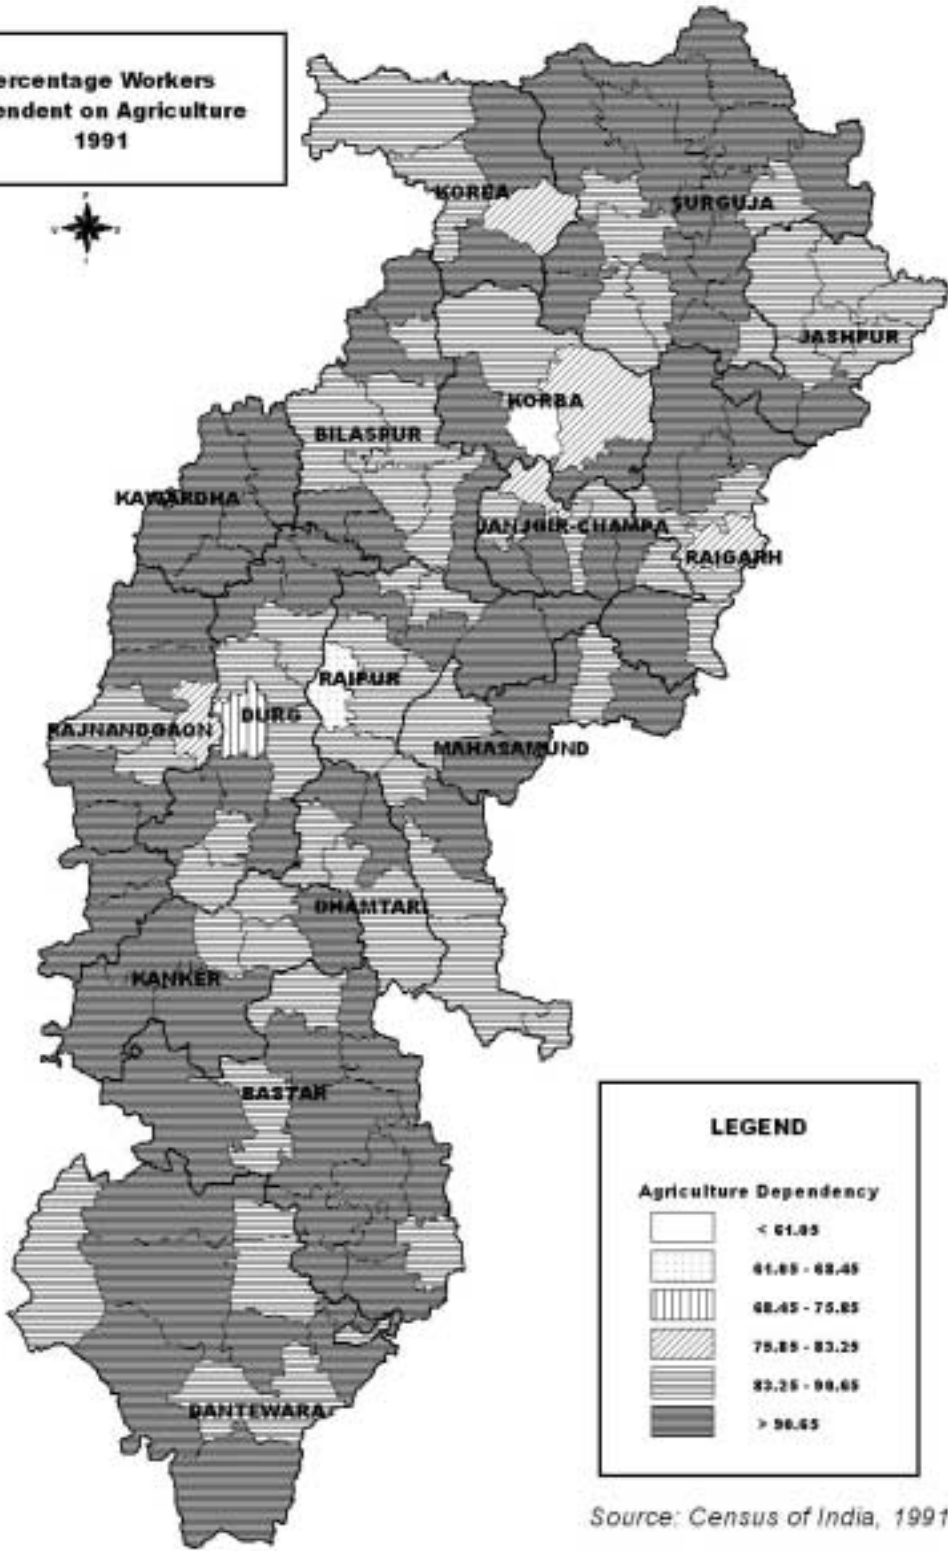 ercentage Workers
endent on Agriculture
1991
KOREA
SURGUJA
JASHPUR
KORBA
BILASPUR
KAWARDHA
JANJGIR-CHAMPA
RAIGARH
RAIPUR
DURG
RAJNANDGAON
MAHASAMUND
DHAMTARI
KANKER
BASTAR
DANTEWARA
LEGEND
Agriculture Dependency
< 61.05
61.05 - 68.45
68.45 - 75.85
75.85 - 83.25
83.25 - 90.65
> 90.65
Source: Census of India, 1991